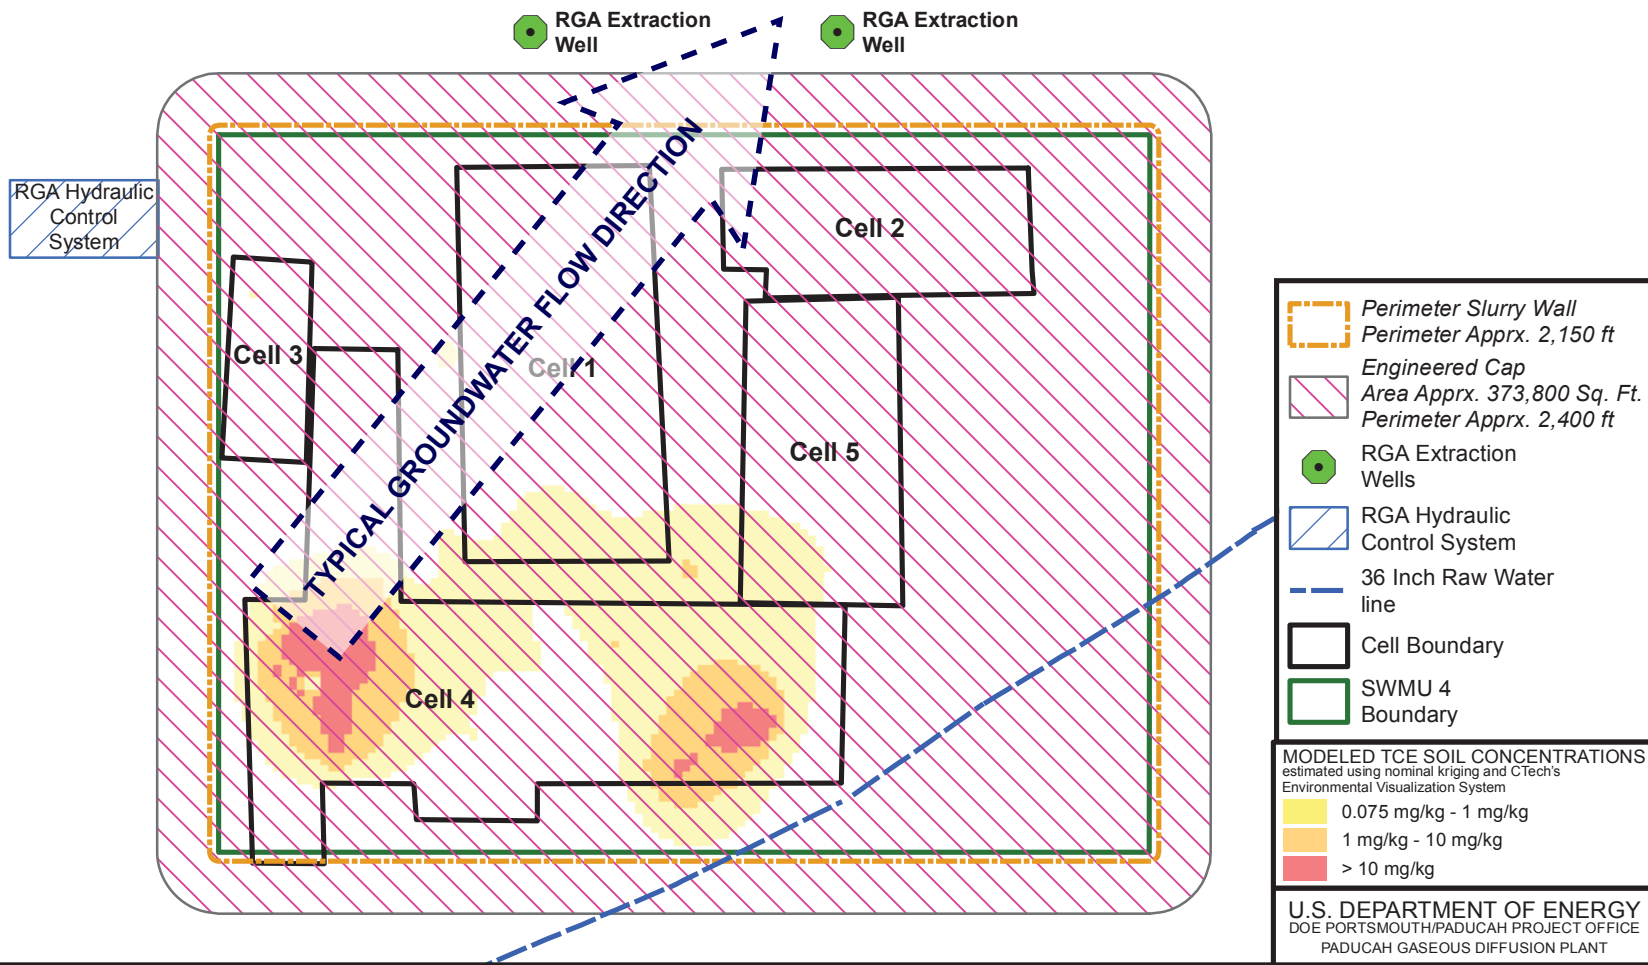 RGA Extraction
Well
RGA Extraction
Well
RGA Hydraulic
Control
System
TYPICAL GROUNDWATER FLOW DIRECTION
Cell 2
Cell 3
Cell 1
Cell 5
Cell 4
Perimeter Slurry Wall
Perimeter Apprx. 2,150 ft
Engineered Cap
Area Apprx. 373,800 Sq. Ft.
Perimeter Apprx. 2,400 ft
RGA Extraction
Wells
RGA Hydraulic
Control System
36 Inch Raw Water
line
Cell Boundary
SWMU 4
Boundary
MODELED TCE SOIL CONCENTRATIONS
estimated using nominal kriging and CTech's
Environmental Visualization System
0.075 mg/kg - 1 mg/kg
1 mg/kg - 10 mg/kg
> 10 mg/kg
U.S. DEPARTMENT OF ENERGY
DOE PORTSMOUTH/PADUCAH PROJECT OFFICE
PADUCAH GASEOUS DIFFUSION PLANT